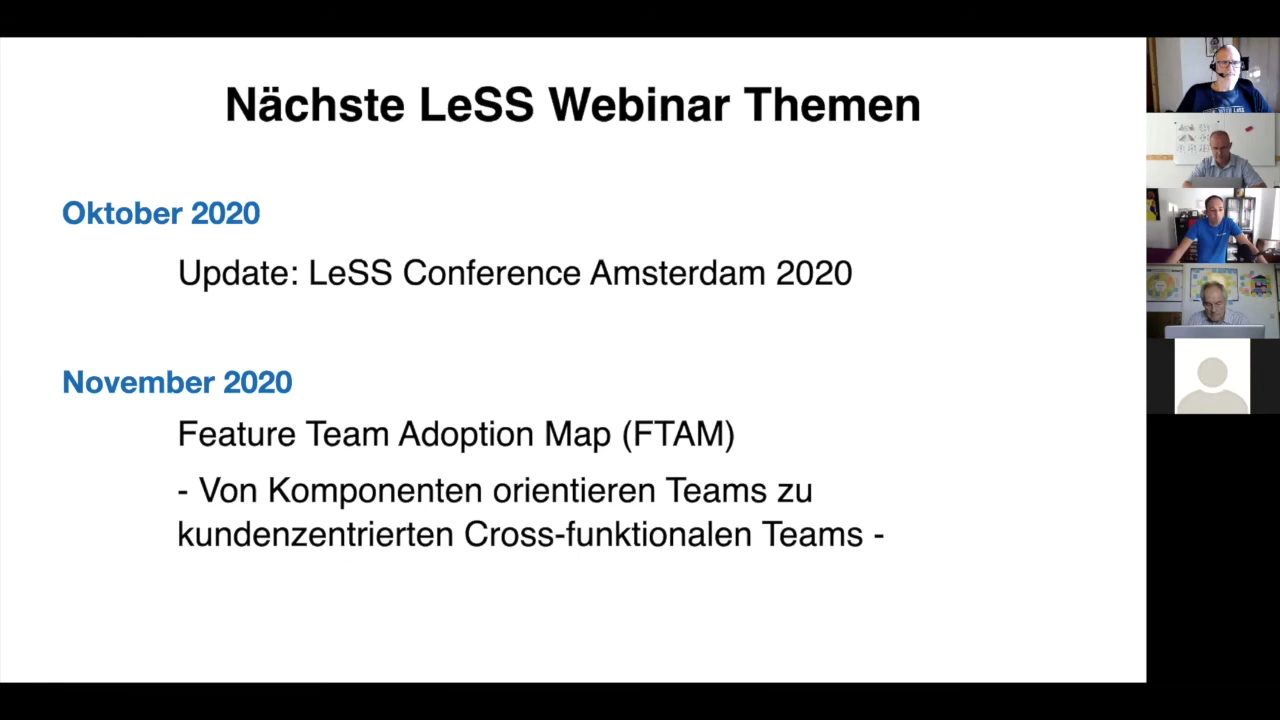 Nächste LeSS Webinar Themen
Oktober 2020
Update: LeSS Conference Amsterdam 2020
November 2020
Feature Team Adoption Map (FTAM)
- Von Komponenten orientieren Teams zu
kundenzentrierten Cross-funktionalen Teams -